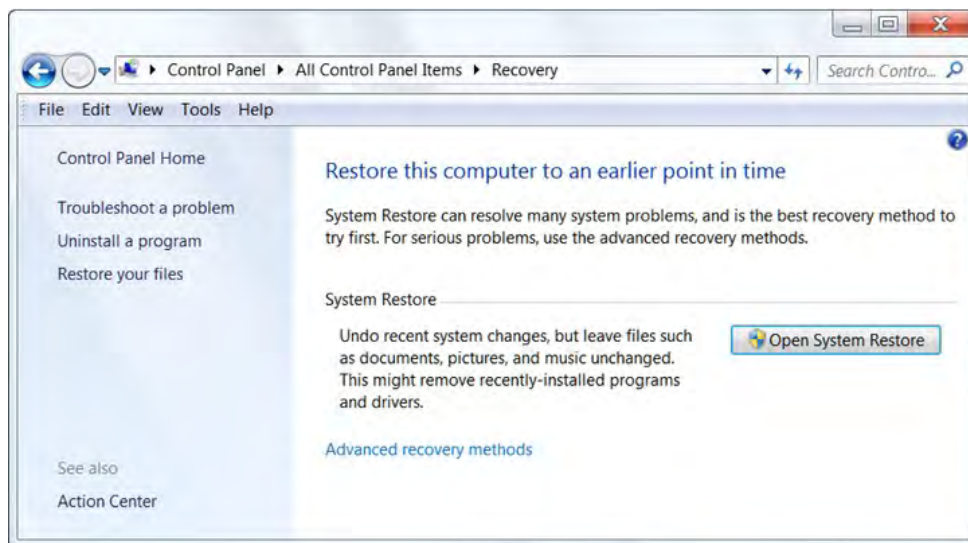 Control Panel ▸ All Control Panel Items ▸ Recovery
Search Contro...
File Edit View Tools Help
Control Panel Home
Troubleshoot a problem
Uninstall a program
Restore your files
See also
Action Center
Restore this computer to an earlier point in time
System Restore can resolve many system problems, and is the best recovery method to
try first. For serious problems, use the advanced recovery methods.
System Restore
Undo recent system changes, but leave files such
as documents, pictures, and music unchanged.
This might remove recently-installed programs
and drivers.
Open System Restore
Advanced recovery methods